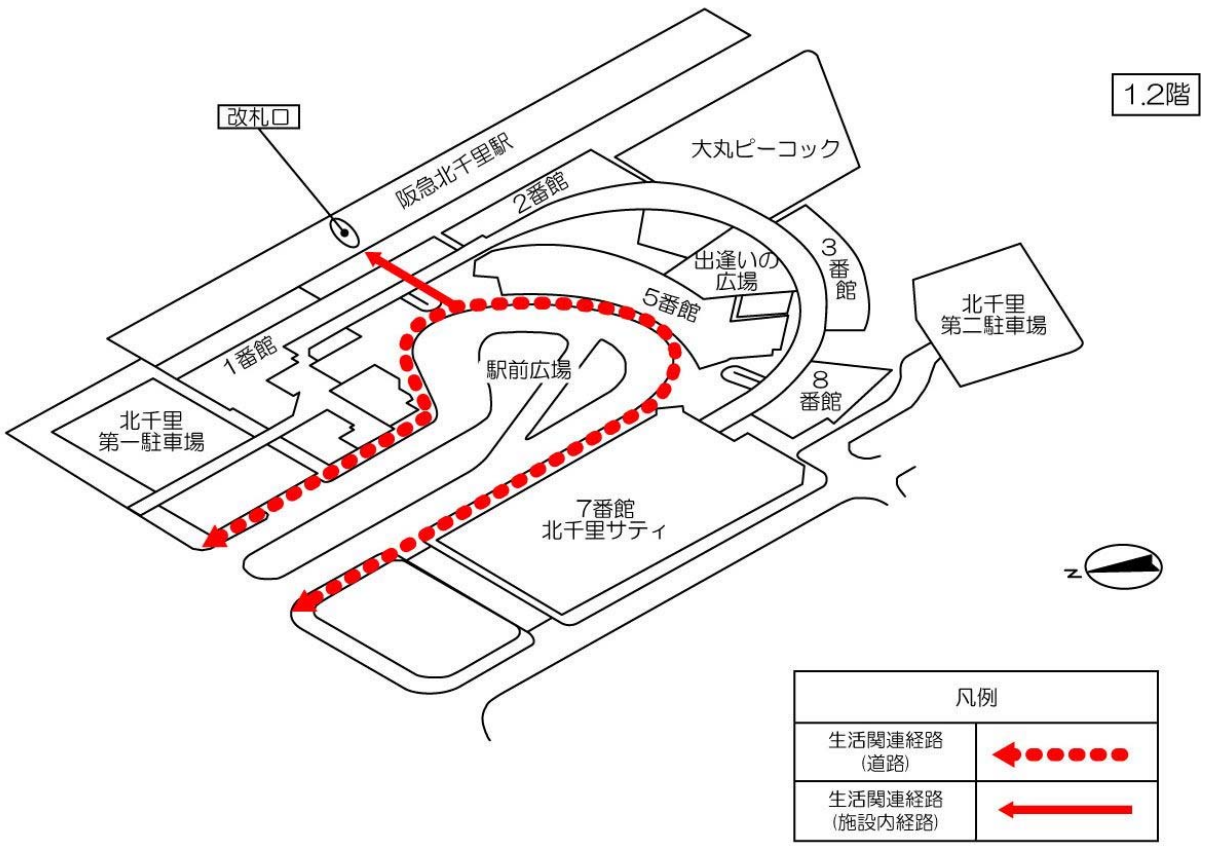 1.2階
改札口
阪急北千里駅
大丸ピーコック
2番館
出逢いの
広場
3
番
館
5番館
北千里
第二駐車場
1番館
駅前広場
8
番館
北千里
第一駐車場
7番館
北千里サティ
N
凡例
生活関連経路
(道路)
生活関連経路
(施設内経路)